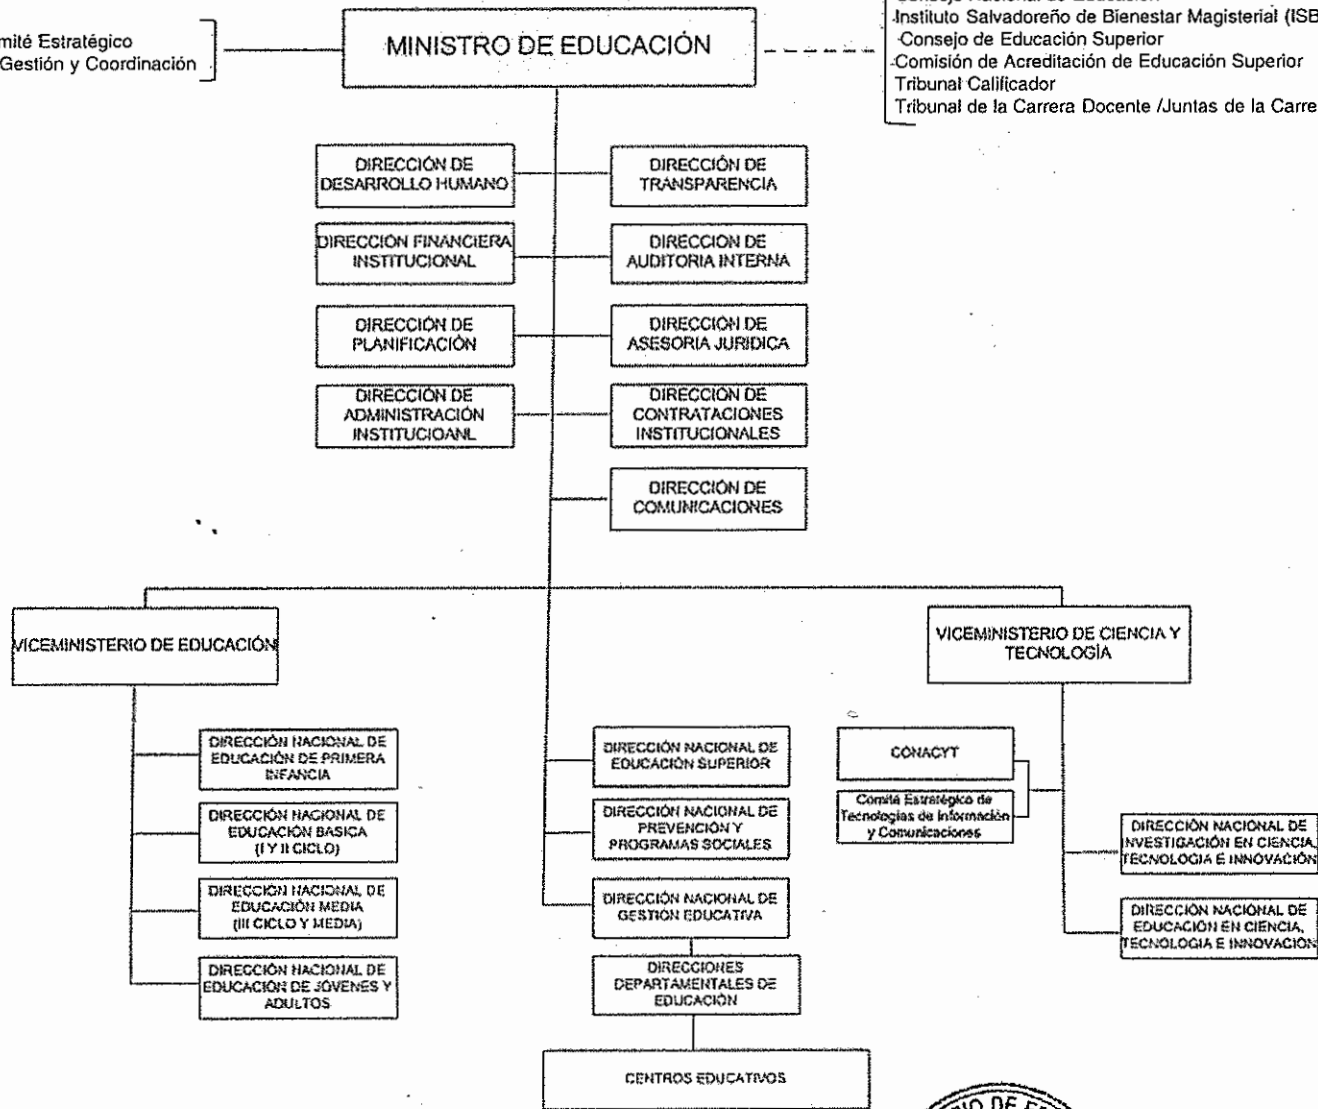 Consejo Nacional de Educación
-Instituto Salvadoreño de Bienestar Magisterial (ISB
-Consejo de Educación Superior
-Comisión de Acreditación de Educación Superior
Tribunal Calificador
Tribunal de la Carrera Docente /Juntas de la Carre
mité Estratégico
Gestión y Coordinación
MINISTRO DE EDUCACIÓN
DIRECCIÓN DE
DESARROLLO HUMANO
DIRECCIÓN DE
TRANSPARENCIA
DIRECCIÓN FINANCIERA
INSTITUCIONAL
DIRECCION DE
AUDITORIA INTERNA
DIRECCIÓN DE
PLANIFICACIÓN
DIRECCIÓN DE
ASESORIA JURIDICA
DIRECCIÓN DE
ADMINISTRACIÓN
INSTITUCIOANL
DIRECCIÓN DE
CONTRATACIONES
INSTITUCIONALES
DIRECCIÓN DE
COMUNICACIONES
VICEMINISTERIO DE EDUCACIÓN
VICEMINISTERIO DE CIENCIA Y
TECNOLOGÍA
DIRECCIÓN NACIONAL DE
EDUCACIÓN DE PRIMERA
INFANCIA
DIRECCIÓN NACIONAL DE
EDUCACIÓN BASICA
(I Y II CICLO)
DIRECCIÓN NACIONAL DE
EDUCACIÓN MEDIA
(III CICLO Y MEDIA)
DIRECCIÓN NACIONAL DE
EDUCACIÓN DE JÓVENES Y
ADULTOS
DIRECCIÓN NACIONAL DE
EDUCACIÓN SUPERIOR
DIRECCIÓN NACIONAL DE
PREVENCIÓN Y
PROGRAMAS SOCIALES
DIRECCIÓN NACIONAL DE
GESTION EDUCATIVA
DIRECCIONES
DEPARTAMENTALES DE
EDUCACIÓN
CENTROS EDUCATIVOS
CONACYT
Comité Estratégico de
Tecnologías de Información
y Comunicaciones
DIRECCIÓN NACIONAL DE
INVESTIGACIÓN EN CIENCIA,
TECNOLOGIA E INNOVACIÓN
DIRECCIÓN NACIONAL DE
EDUCACIÓN EN CIENCIA,
TECNOLOGIA E INNOVACIÓN